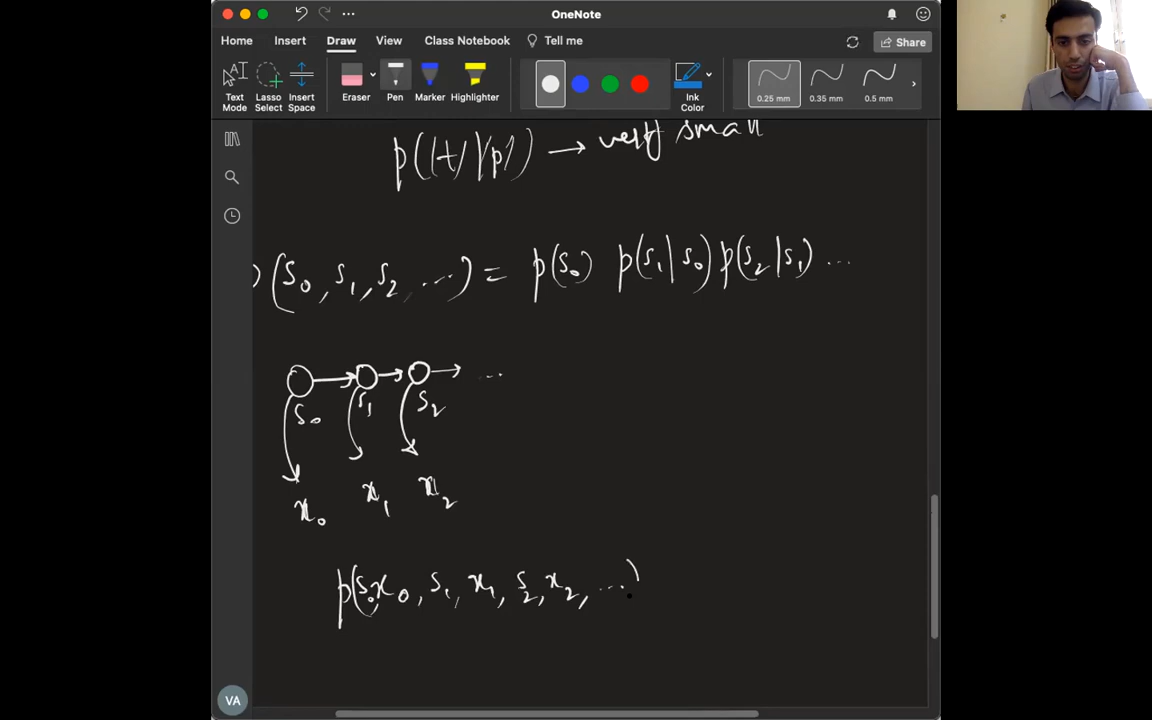 OneNote
Home Insert Draw View Class Notebook Tell me Share
Text Mode Lasso Select Insert Space Eraser Pen Marker Highlighter Ink Color 0.25 mm 0.35 mm 0.5 mm
p(/t/|/p/) → very small
p(s₀, s₁, s₂, ...) = p(s₀) p(s₁|s₀) p(s₂|s₁) ...
...
s₀ s₁ s₂
x₀ x₁ x₂
p(s₀, x₀, s₁, x₁, s₂, x₂, ...)
VA